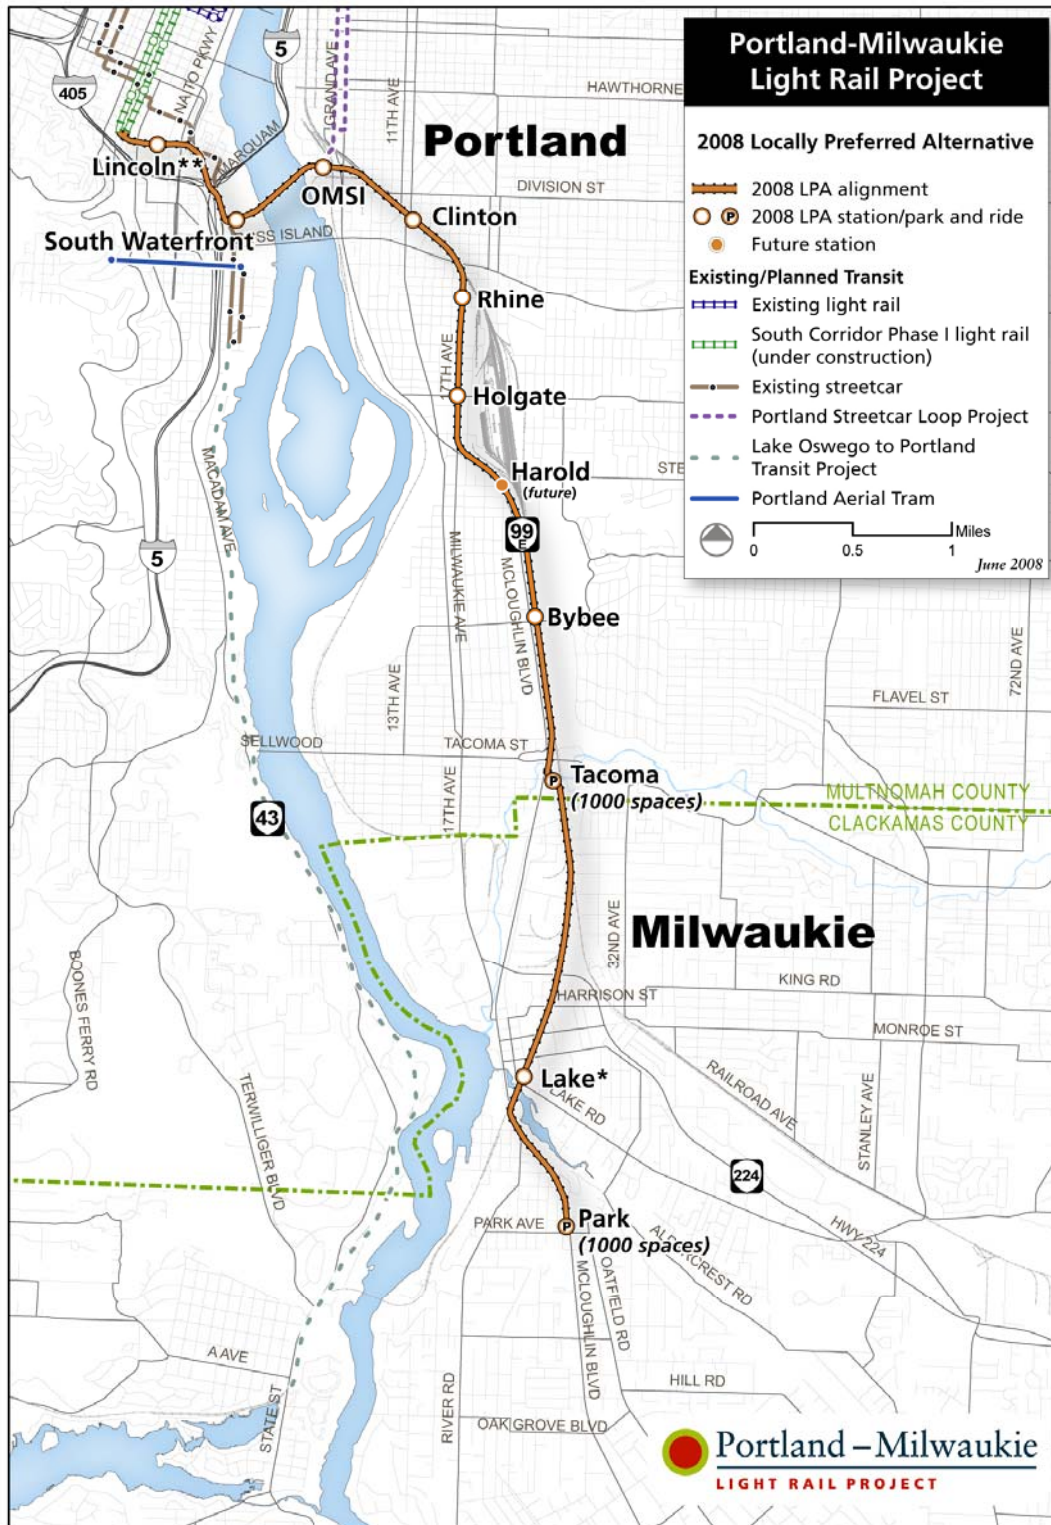 Portland-Milwaukie
Light Rail Project
2008 Locally Preferred Alternative
2008 LPA alignment
2008 LPA station/park and ride
Future station
Existing/Planned Transit
Existing light rail
South Corridor Phase I light rail
(under construction)
Existing streetcar
Portland Streetcar Loop Project
Lake Oswego to Portland
Transit Project
Portland Aerial Tram
Miles
0 0.5 1
June 2008
5
405
NAITO PKWY
GRAND AVE
11TH AVE
HAWTHORNE
MARQUAM
Portland
Lincoln**
OMSI
DIVISION ST
Clinton
South Waterfront
SS ISLAND
Rhine
17TH AVE
Holgate
STE
Harold
(future)
99
E
5
MACADAM AVE
MILWAUKIE AVE
MCLOUGHLIN BLVD
Bybee
13TH AVE
72ND AVE
FLAVEL ST
SELLWOOD
TACOMA ST
P
Tacoma
(1000 spaces)
17TH AVE
MULTNOMAH COUNTY
CLACKAMAS COUNTY
43
32ND AVE
Milwaukie
BOONES FERRY RD
KING RD
HARRISON ST
MONROE ST
TERWILLIGER BLVD
Lake*
LAKE RD
RAILROAD AVE
STANLEY AVE
224
HWY 224
PARK AVE
P
Park
(1000 spaces)
ALDERCREST RD
OATFIELD RD
MCLOUGHLIN BLVD
A AVE
STATE ST
RIVER RD
HILL RD
OAK GROVE BLVD
Portland – Milwaukie
LIGHT RAIL PROJECT